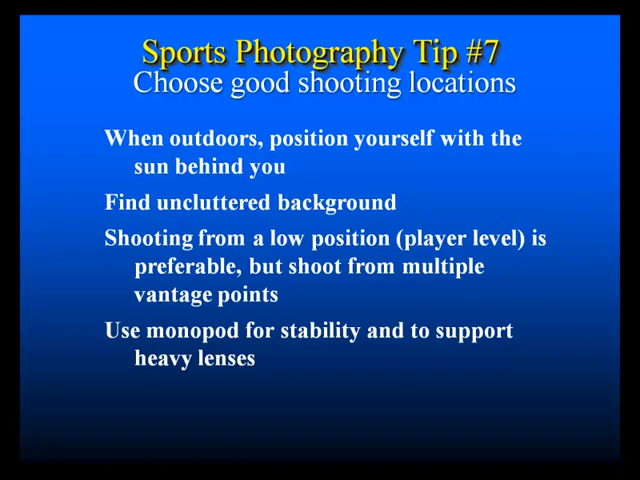 Sports Photography Tip #7
Choose good shooting locations
When outdoors, position yourself with the
sun behind you
Find uncluttered background
Shooting from a low position (player level) is
preferable, but shoot from multiple
vantage points
Use monopod for stability and to support
heavy lenses